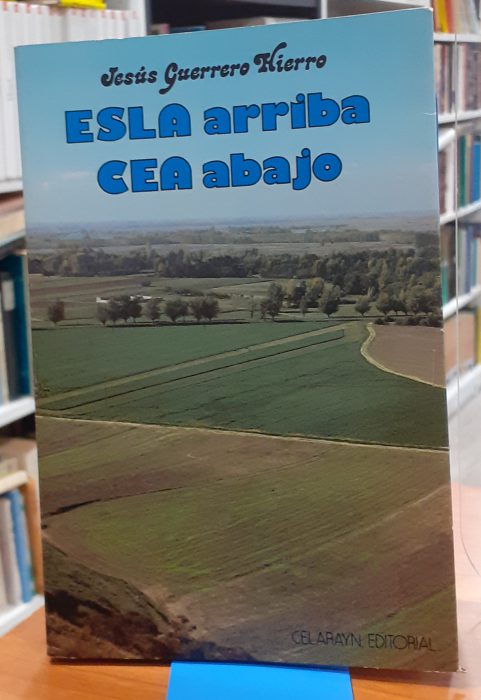 Jesús Guerrero Hierro
ESLA arriba
CEA abajo
CELARAYN, EDITORIAL